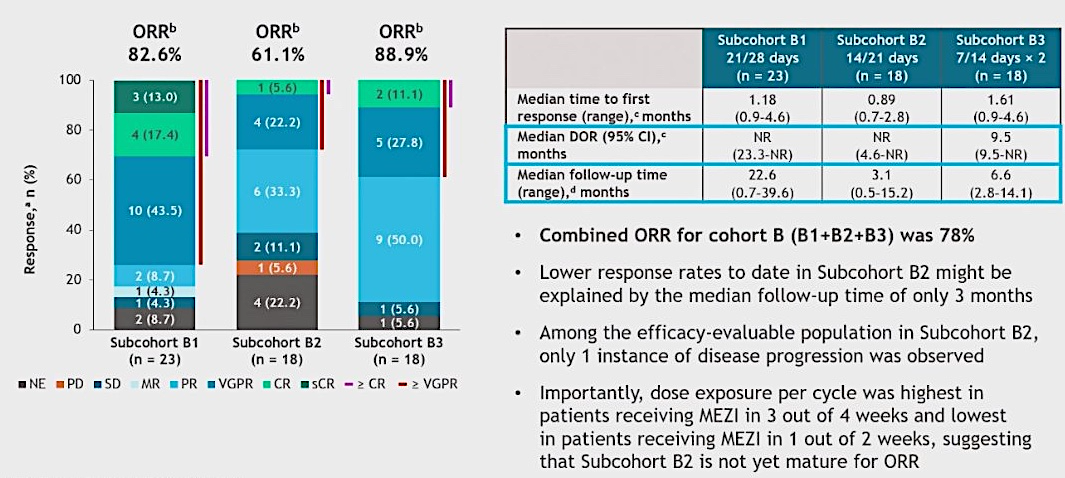 ORRᵇ
82.6%
ORRᵇ
61.1%
ORRᵇ
88.9%
Response,ᵃ n (%)
100
80
60
40
20
0
3 (13.0)
4 (17.4)
10 (43.5)
2 (8.7)
1 (4.3)
1 (4.3)
2 (8.7)
1 (5.6)
4 (22.2)
6 (33.3)
2 (11.1)
1 (5.6)
4 (22.2)
2 (11.1)
5 (27.8)
9 (50.0)
1 (5.6)
1 (5.6)
Subcohort B1
(n = 23)
Subcohort B2
(n = 18)
Subcohort B3
(n = 18)
NE PD SD MR PR VGPR CR sCR ≥ CR ≥ VGPR
Subcohort B1
21/28 days
(n = 23)
Subcohort B2
14/21 days
(n = 18)
Subcohort B3
7/14 days × 2
(n = 18)
Median time to first
response (range),ᶜ months
1.18
(0.9-4.6)
0.89
(0.7-2.8)
1.61
(0.9-4.6)
Median DOR (95% CI),ᶜ
months
NR
(23.3-NR)
NR
(4.6-NR)
9.5
(9.5-NR)
Median follow-up time
(range),ᵈ months
22.6
(0.7-39.6)
3.1
(0.5-15.2)
6.6
(2.8-14.1)
• Combined ORR for cohort B (B1+B2+B3) was 78%
• Lower response rates to date in Subcohort B2 might be
explained by the median follow-up time of only 3 months
• Among the efficacy-evaluable population in Subcohort B2,
only 1 instance of disease progression was observed
• Importantly, dose exposure per cycle was highest in
patients receiving MEZI in 3 out of 4 weeks and lowest
in patients receiving MEZI in 1 out of 2 weeks, suggesting
that Subcohort B2 is not yet mature for ORR